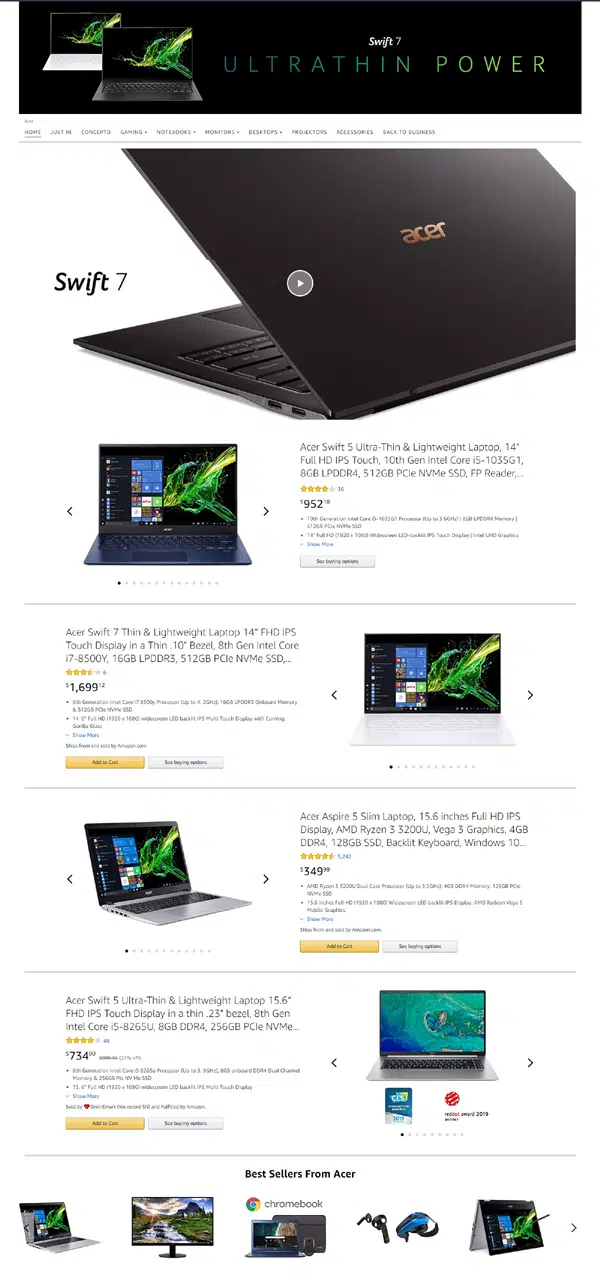 Swift 7
ULTRATHIN POWER
Acer
HOME JUST IN CONCEPTD GAMING NOTEBOOKS MONITORS DESKTOPS PROJECTORS ACCESSORIES BACK TO BUSINESS
acer
Swift 7
Acer Swift 5 Ultra-Thin & Lightweight Laptop, 14"
Full HD IPS Touch, 10th Gen Intel Core i5-1035G1,
8GB LPDDR4, 512GB PCIe NVMe SSD, FP Reader,...
30
$952 18
10th Generation Intel Core i5-1035G1 Processor (Up to 3.6GHz) | 8GB LPDDR4 Memory |
512GB PCIe NVMe SSD
14" Full HD (1920 x 1080) Widescreen LED-backlit IPS Touch Display | Intel UHD Graphics
Show More
See buying options
Acer Swift 7 Thin & Lightweight Laptop 14" FHD IPS
Touch Display in a Thin .10" Bezel, 8th Gen Intel Core
i7-8500Y, 16GB LPDDR3, 512GB PCIe NVMe SSD,...
6
$1,699 12
8th Generation Intel Core i7 8500y Processor (Up to 4. 2GHz), 16GB LPDDR3 Onboard Memory
& 512GB PCIe NVMe SSD
14. 0" Full HD (1920 x 1080) widescreen LED backlit IPS Multi Touch Display with Corning
Gorilla Glass
Show More
Ships from and sold by Amazon.com.
Add to Cart See buying options
Acer Aspire 5 Slim Laptop, 15.6 inches Full HD IPS
Display, AMD Ryzen 3 3200U, Vega 3 Graphics, 4GB
DDR4, 128GB SSD, Backlit Keyboard, Windows 10...
5,242
$349 99
AMD Ryzen 3 3200U Dual Core Processor (Up to 3.5GHz); 4GB DDR4 Memory; 128GB PCIe
NVMe SSD
15.6 inches Full HD (1920 x 1080) Widescreen LED backlit IPS Display; AMD Radeon Vega 3
Mobile Graphics
Show More
Ships from and sold by Amazon.com.
Add to Cart See buying options
Acer Swift 5 Ultra-Thin & Lightweight Laptop 15.6"
FHD IPS Touch Display in a thin .23" bezel, 8th Gen
Intel Core i5-8265U, 8GB DDR4, 256GB PCIe NVMe...
48
$734 00
8th Generation Intel Core i5 8265u Processor (Up to 3. 9GHz), 8GB onboard DDR4 Dual Channel
Memory & 256GB PIe NV Me SSD
15. 6" Full HD (1920 x 1080) widescreen LED backlit IPS Multi Touch Display
Show More
Add to Cart See buying options
CES
INNOVATION
AWARDS
2019
reddot award 2019
winner
Best Sellers From Acer
chromebook